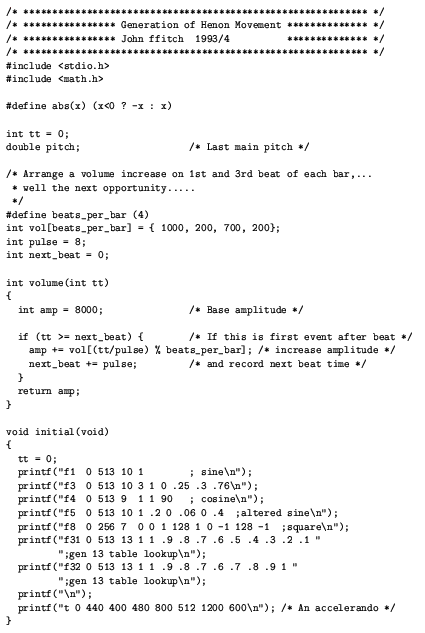 /* ************************************************************* */
/* **************** Generation of Henon Movement ************** */
/* **************** John ffitch  1993/4          ************** */
/* ************************************************************* */
#include <stdio.h>
#include <math.h>

#define abs(x) (x<0 ? -x : x)

int tt = 0;
double pitch;                   /* Last main pitch */

/* Arrange a volume increase on 1st and 3rd beat of each bar,...
 * well the next opportunity.....
 */
#define beats_per_bar (4)
int vol[beats_per_bar] = { 1000, 200, 700, 200};
int pulse = 8;
int next_beat = 0;

int volume(int tt)
{
  int amp = 8000;               /* Base amplitude */

  if (tt >= next_beat) {        /* If this is first event after beat */
    amp += vol[(tt/pulse) % beats_per_bar]; /* increase amplitude */
    next_beat += pulse;         /* and record next beat time */
  }
  return amp;
}

void initial(void)
{
  tt = 0;
  printf("f1  0 513 10 1        ; sine\n");
  printf("f3  0 513 10 3 1 0 .25 .3 .76\n");
  printf("f4  0 513 9  1 1 90   ; cosine\n");
  printf("f5  0 513 10 1 .2 0 .06 0 .4  ;altered sine\n");
  printf("f8  0 256 7  0 0 1 128 1 0 -1 128 -1  ;square\n");
  printf("f31 0 513 13 1 1 .9 .8 .7 .6 .5 .4 .3 .2 .1 "
         ";gen 13 table lookup\n");
  printf("f32 0 513 13 1 1 .9 .8 .7 .6 .7 .8 .9 1 "
         ";gen 13 table lookup\n");
  printf("\n");
  printf("t 0 440 400 480 800 512 1200 600\n"); /* An accelerando */
}